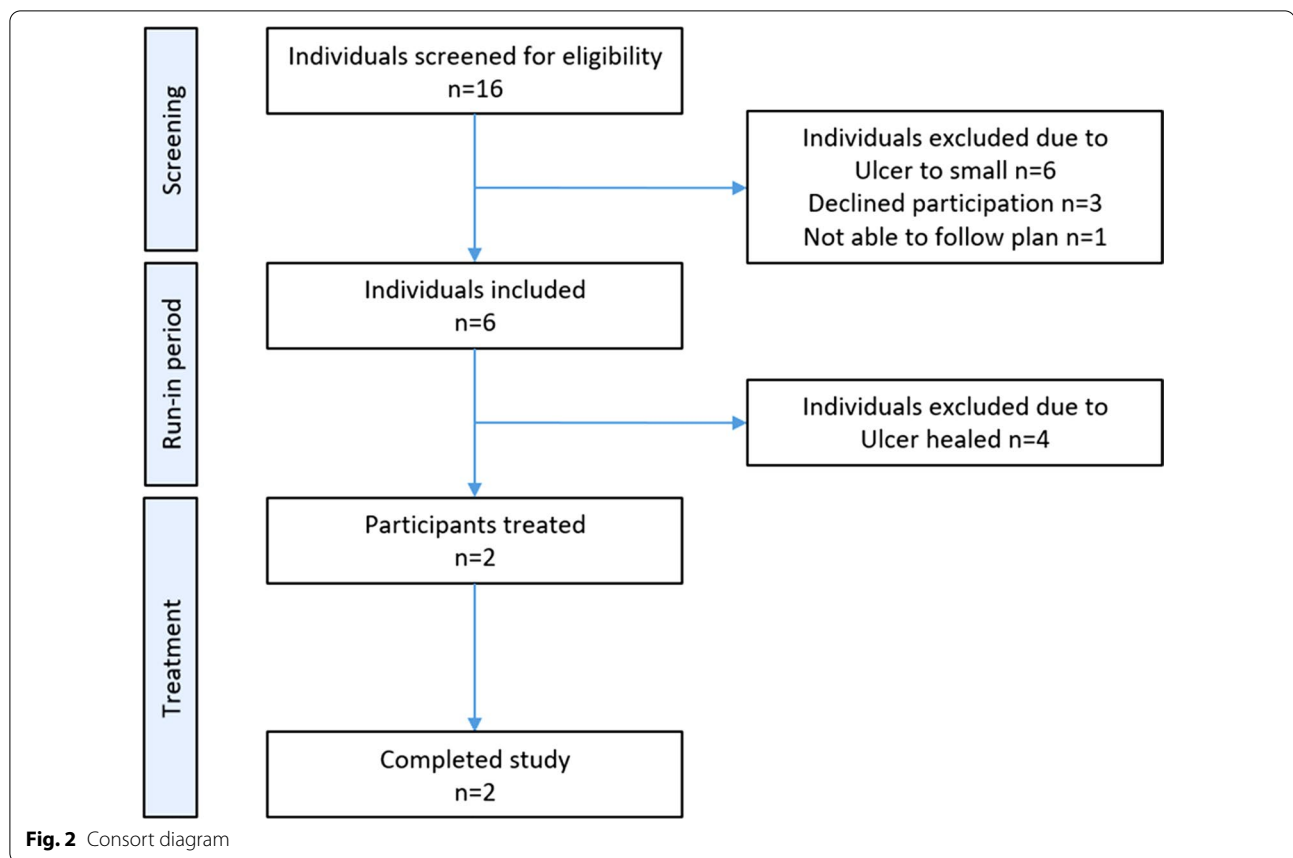 Screening
Individuals screened for eligibility
n=16
Individuals excluded due to
Ulcer to small n=6
Declined participation n=3
Not able to follow plan n=1
Run-in period
Individuals included
n=6
Individuals excluded due to
Ulcer healed n=4
Treatment
Participants treated
n=2
Completed study
n=2
Fig. 2 Consort diagram